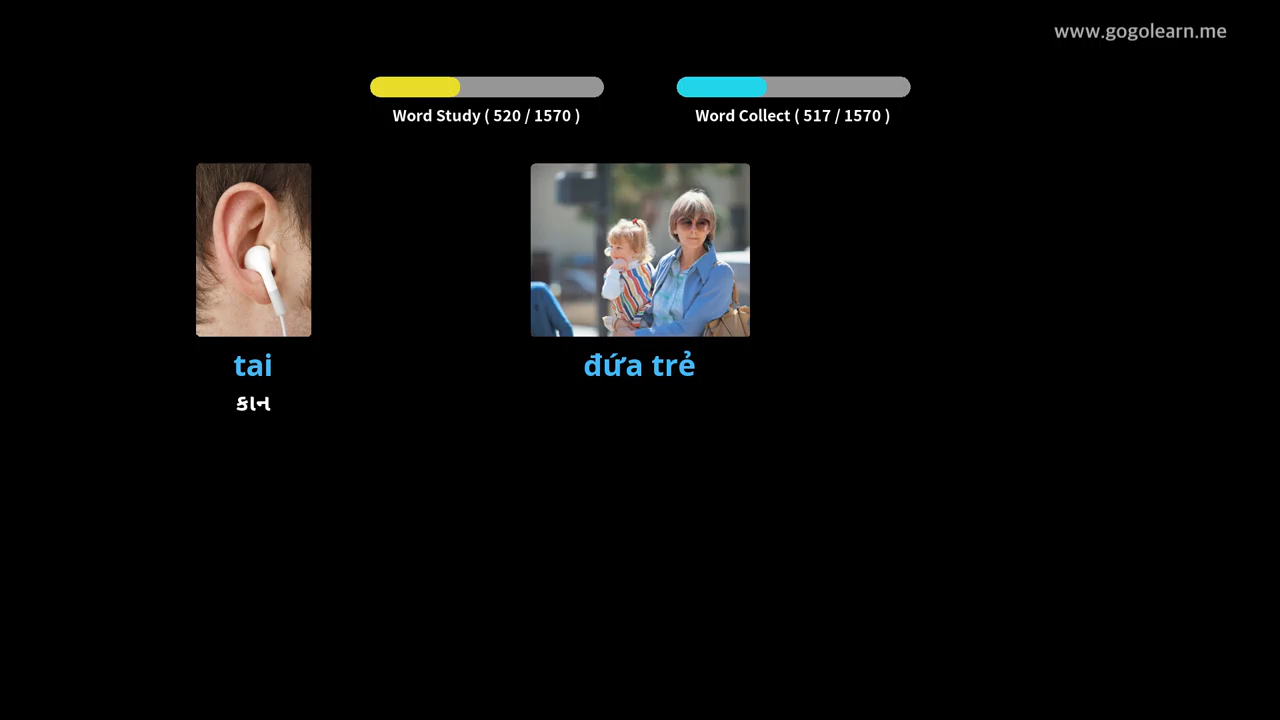 www.gogolearn.me
Word Study ( 520 / 1570 )
Word Collect ( 517 / 1570 )
tai
કાન
đứa trẻ